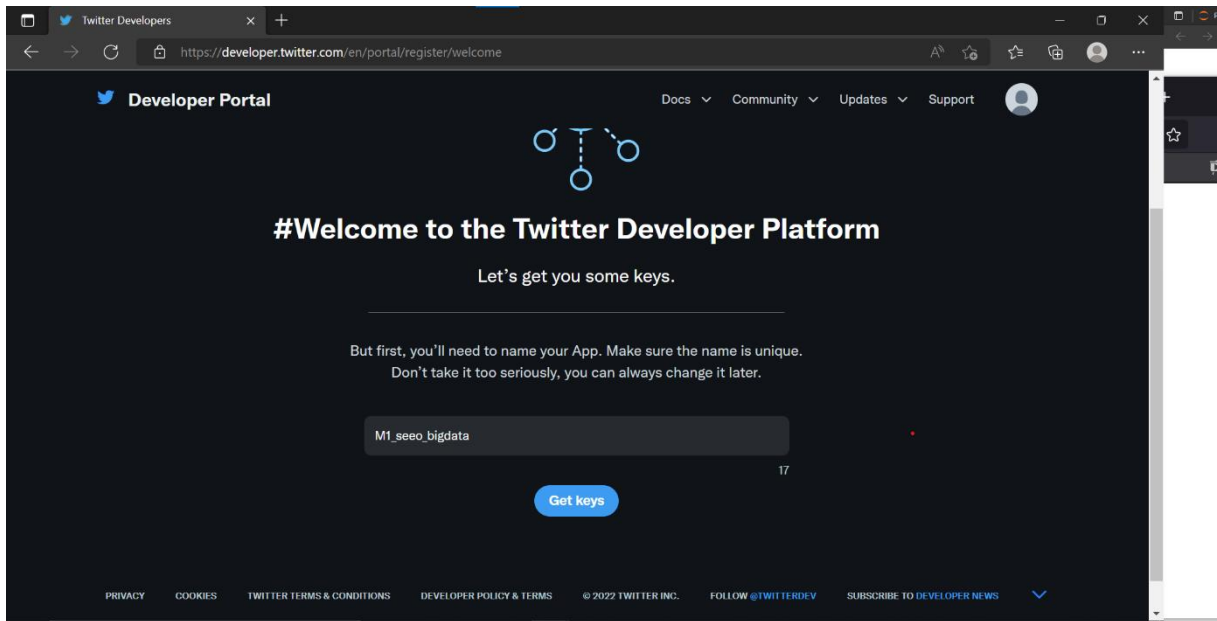 Twitter Developers
https://developer.twitter.com/en/portal/register/welcome
Developer Portal
Docs
Community
Updates
Support
#Welcome to the Twitter Developer Platform
Let's get you some keys.
But first, you'll need to name your App. Make sure the name is unique.
Don't take it too seriously, you can always change it later.
M1_seeo_bigdata
17
Get keys
PRIVACY
COOKIES
TWITTER TERMS & CONDITIONS
DEVELOPER POLICY & TERMS
© 2022 TWITTER INC.
FOLLOW @TWITTERDEV
SUBSCRIBE TO DEVELOPER NEWS